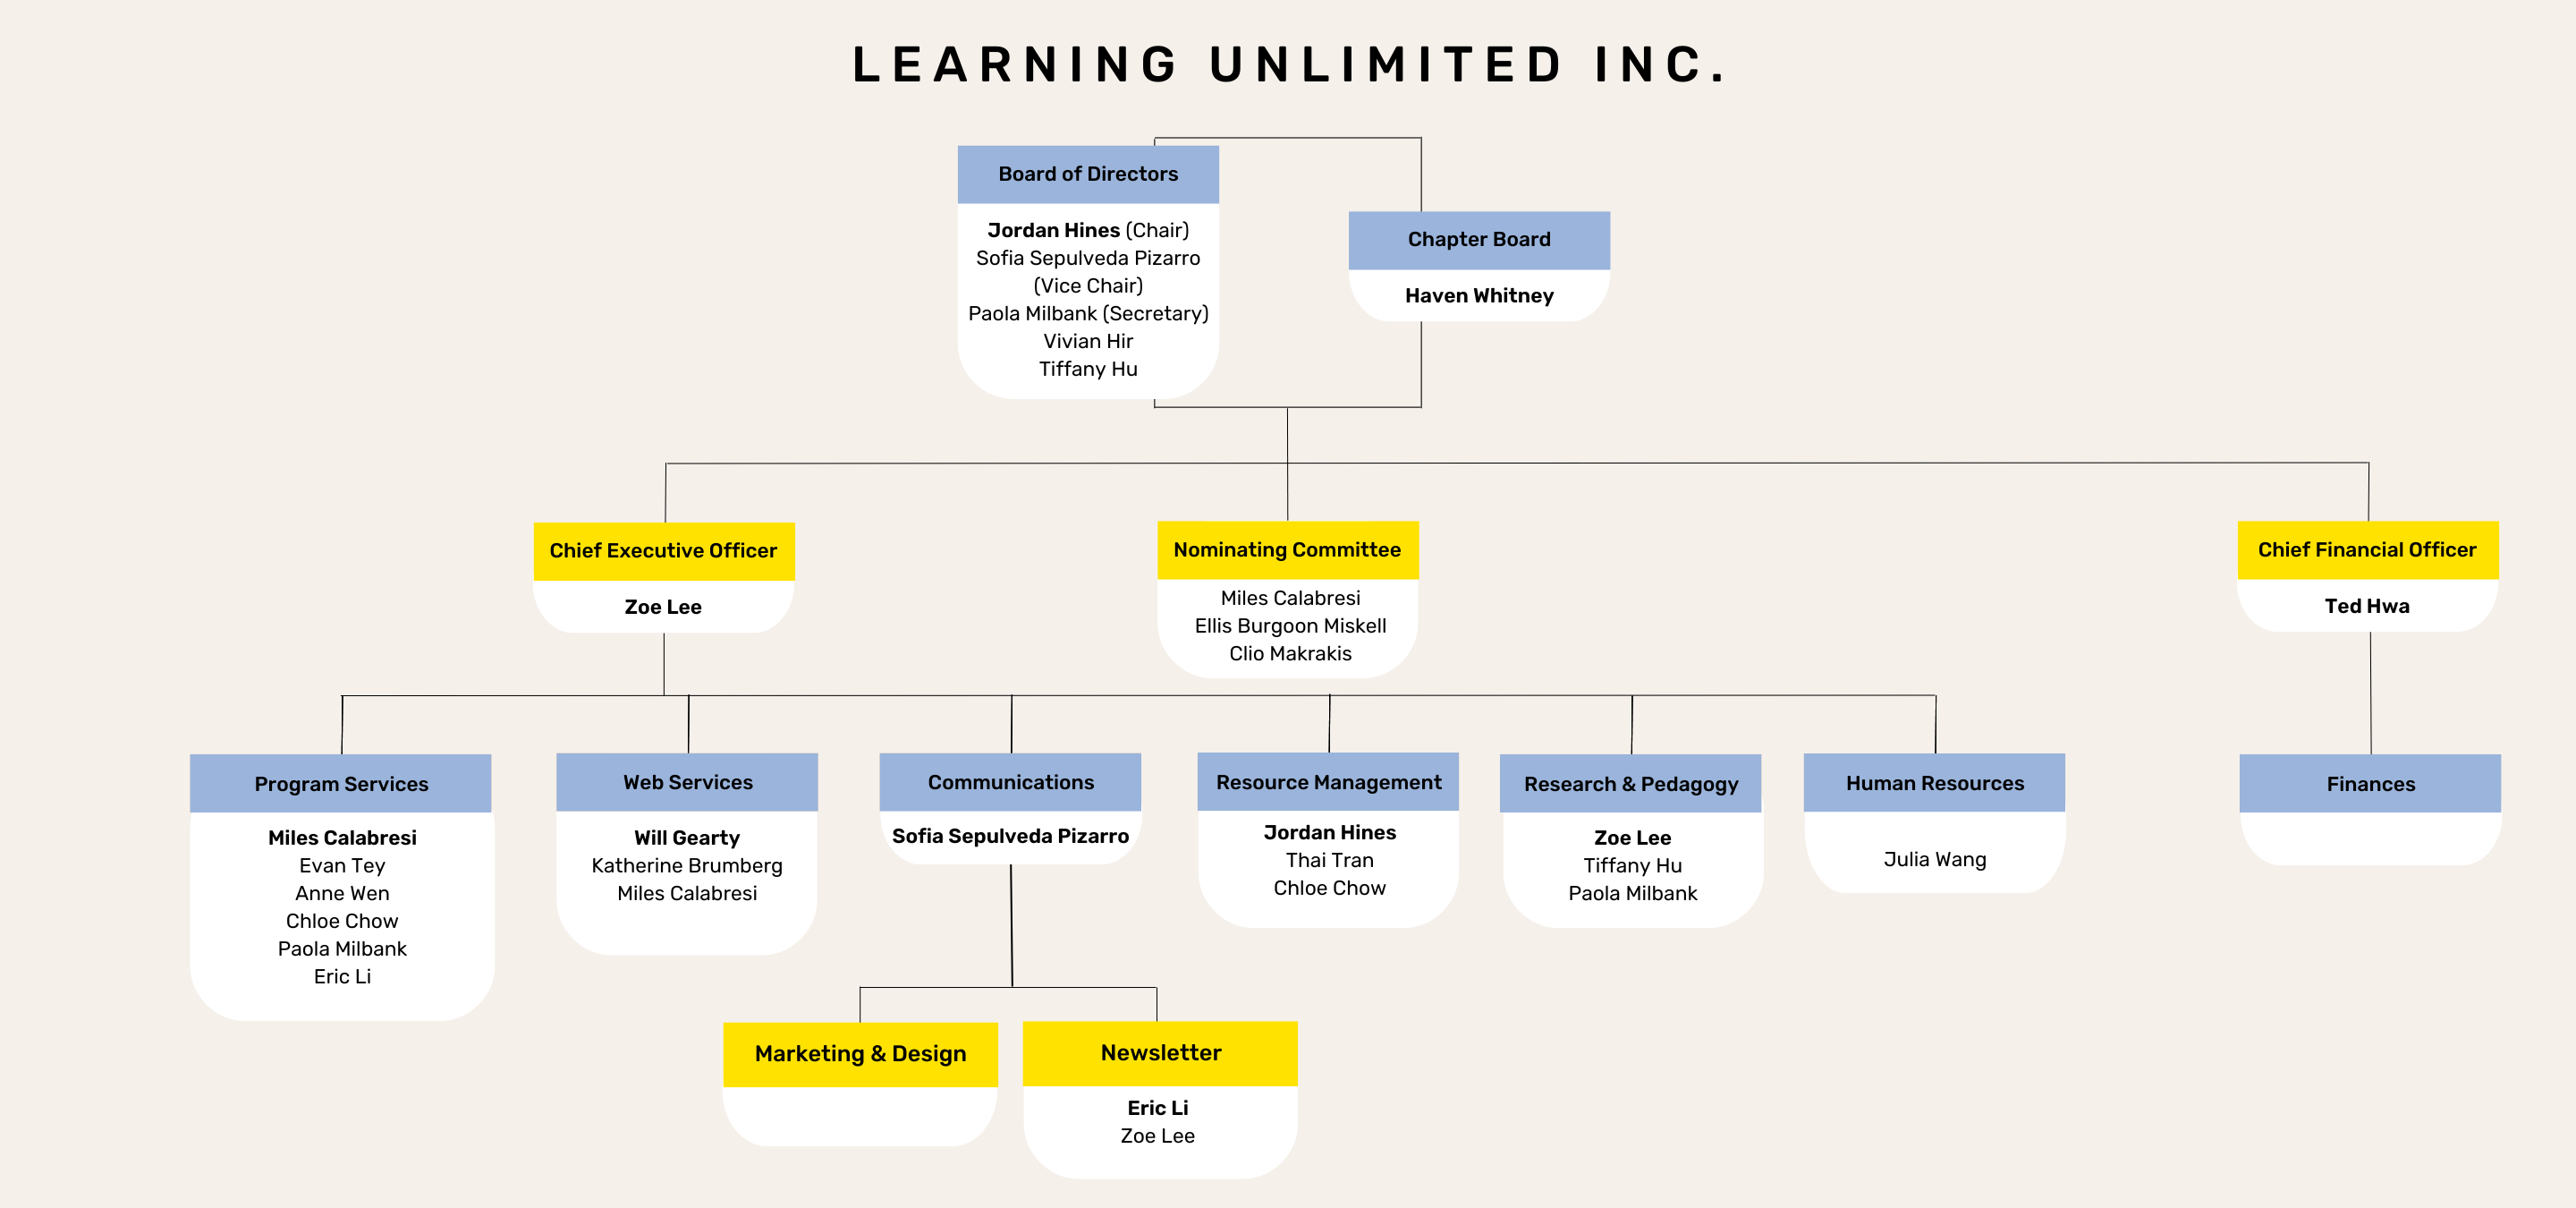 LEARNING UNLIMITED INC.
Board of Directors
Jordan Hines (Chair)
Sofia Sepulveda Pizarro
(Vice Chair)
Paola Milbank (Secretary)
Vivian Hir
Tiffany Hu
Chapter Board
Haven Whitney
Chief Executive Officer
Zoe Lee
Nominating Committee
Miles Calabresi
Ellis Burgoon Miskell
Clio Makrakis
Chief Financial Officer
Ted Hwa
Program Services
Miles Calabresi
Evan Tey
Anne Wen
Chloe Chow
Paola Milbank
Eric Li
Web Services
Will Gearty
Katherine Brumberg
Miles Calabresi
Communications
Sofia Sepulveda Pizarro
Resource Management
Jordan Hines
Thai Tran
Chloe Chow
Research & Pedagogy
Zoe Lee
Tiffany Hu
Paola Milbank
Human Resources
Julia Wang
Finances
Marketing & Design
Newsletter
Eric Li
Zoe Lee